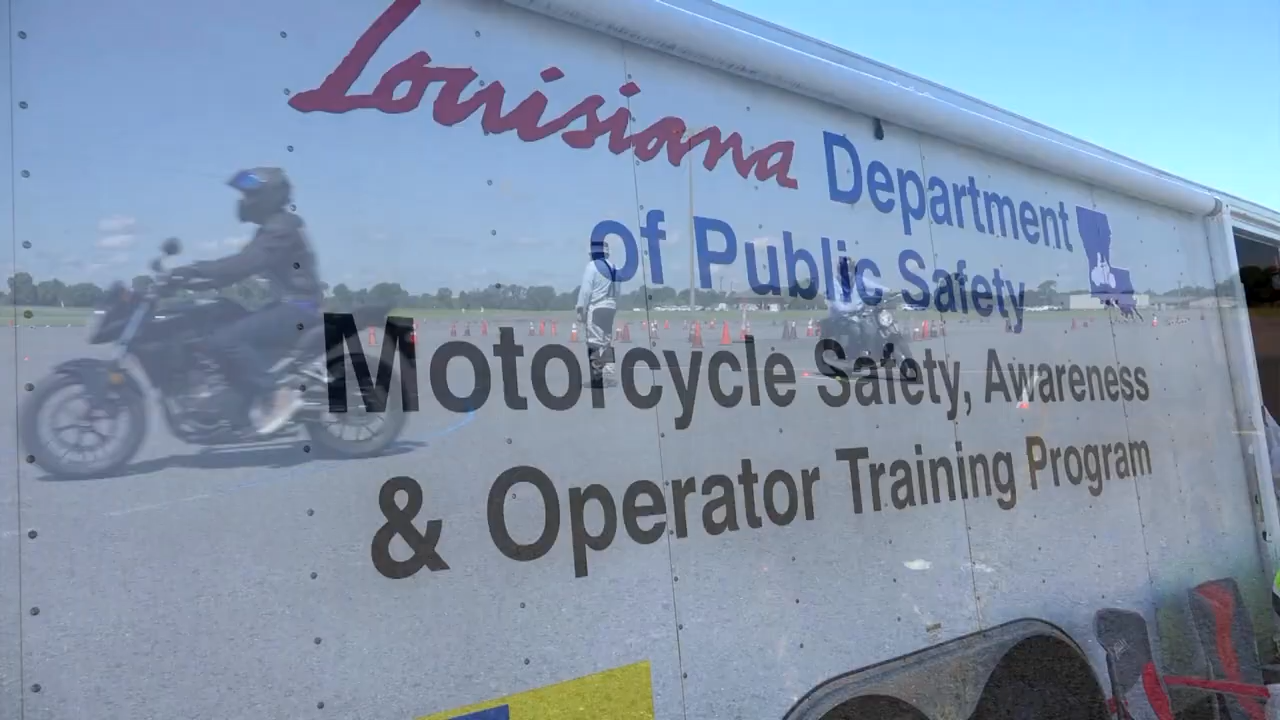 Louisiana Department
of Public Safety
Motorcycle Safety, Awareness
& Operator Training Program